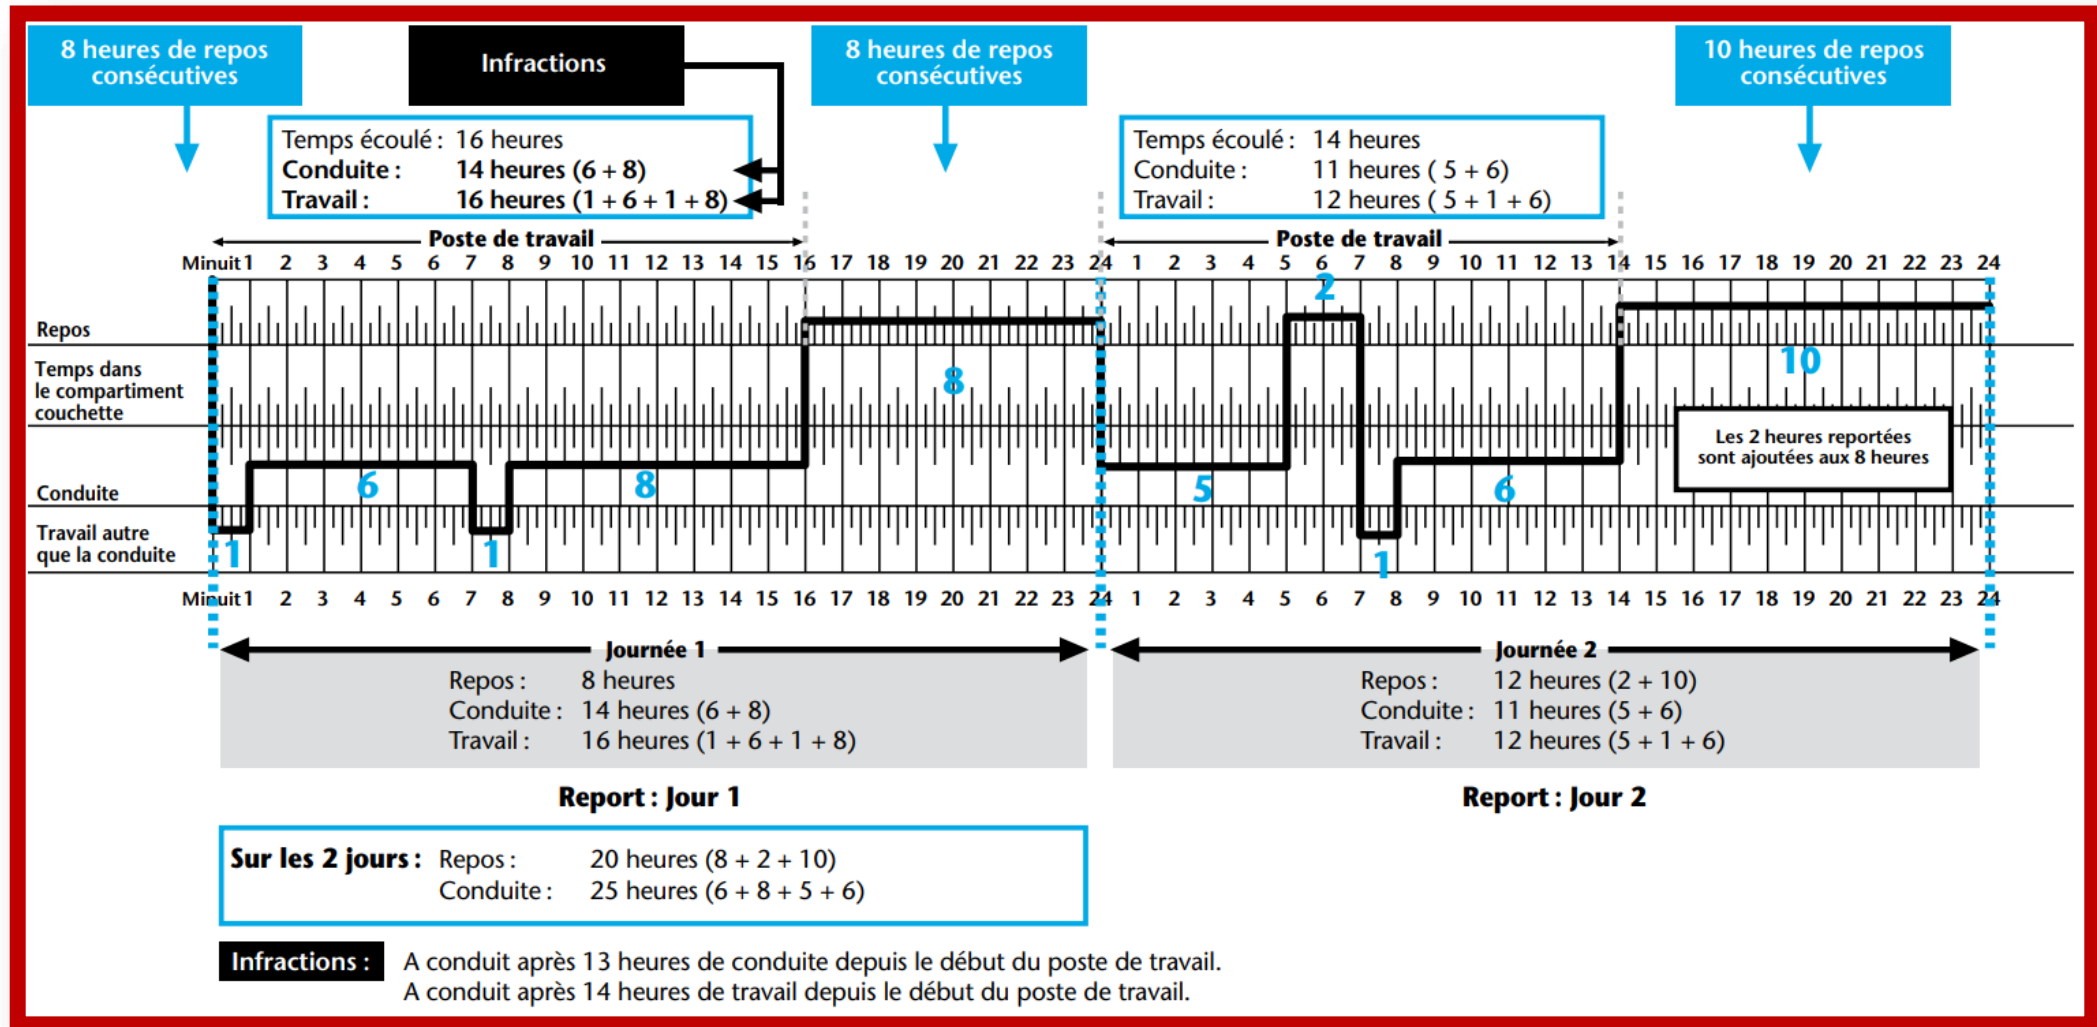 8 heures de repos
consécutives
Infractions
8 heures de repos
consécutives
10 heures de repos
consécutives
Temps écoulé : 16 heures
Conduite : 14 heures (6 + 8)
Travail : 16 heures (1 + 6 + 1 + 8)
Temps écoulé : 14 heures
Conduite : 11 heures ( 5 + 6)
Travail : 12 heures ( 5 + 1 + 6)
Poste de travail
Poste de travail
Minuit 1 2 3 4 5 6 7 8 9 10 11 12 13 14 15 16 17 18 19 20 21 22 23 24 1 2 3 4 5 6 7 8 9 10 11 12 13 14 15 16 17 18 19 20 21 22 23 24
2
Repos
10
Temps dans
le compartiment
couchette
8
Les 2 heures reportées
sont ajoutées aux 8 heures
Conduite
6 8 5 6
Travail autre
que la conduite
1 1 1
Minuit 1 2 3 4 5 6 7 8 9 10 11 12 13 14 15 16 17 18 19 20 21 22 23 24 1 2 3 4 5 6 7 8 9 10 11 12 13 14 15 16 17 18 19 20 21 22 23 24
Journée 1
Repos : 8 heures
Conduite : 14 heures (6 + 8)
Travail : 16 heures (1 + 6 + 1 + 8)
Report : Jour 1
Journée 2
Repos : 12 heures (2 + 10)
Conduite : 11 heures (5 + 6)
Travail : 12 heures (5 + 1 + 6)
Report : Jour 2
Sur les 2 jours : Repos : 20 heures (8 + 2 + 10)
Conduite : 25 heures (6 + 8 + 5 + 6)
Infractions : A conduit après 13 heures de conduite depuis le début du poste de travail.
A conduit après 14 heures de travail depuis le début du poste de travail.